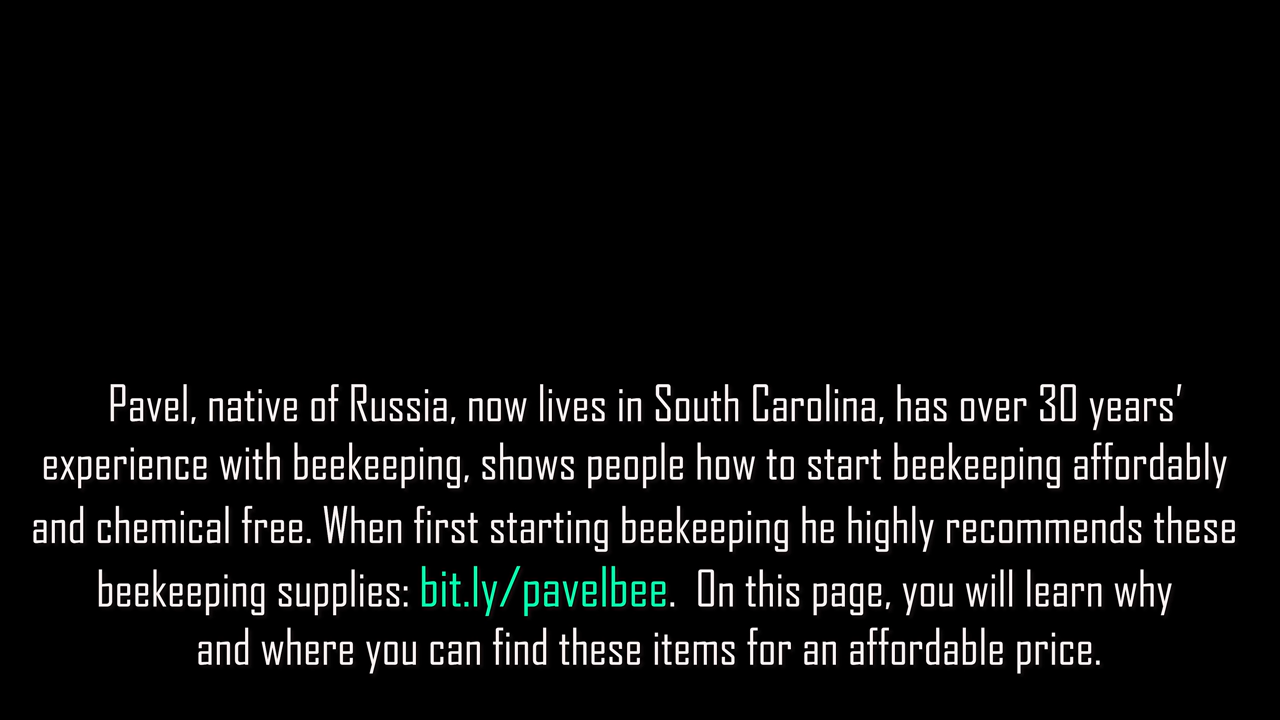 Pavel, native of Russia, now lives in South Carolina, has over 30 years’
experience with beekeeping, shows people how to start beekeeping affordably
and chemical free. When first starting beekeeping he highly recommends these
beekeeping supplies: bit.ly/pavelbee. On this page, you will learn why
and where you can find these items for an affordable price.